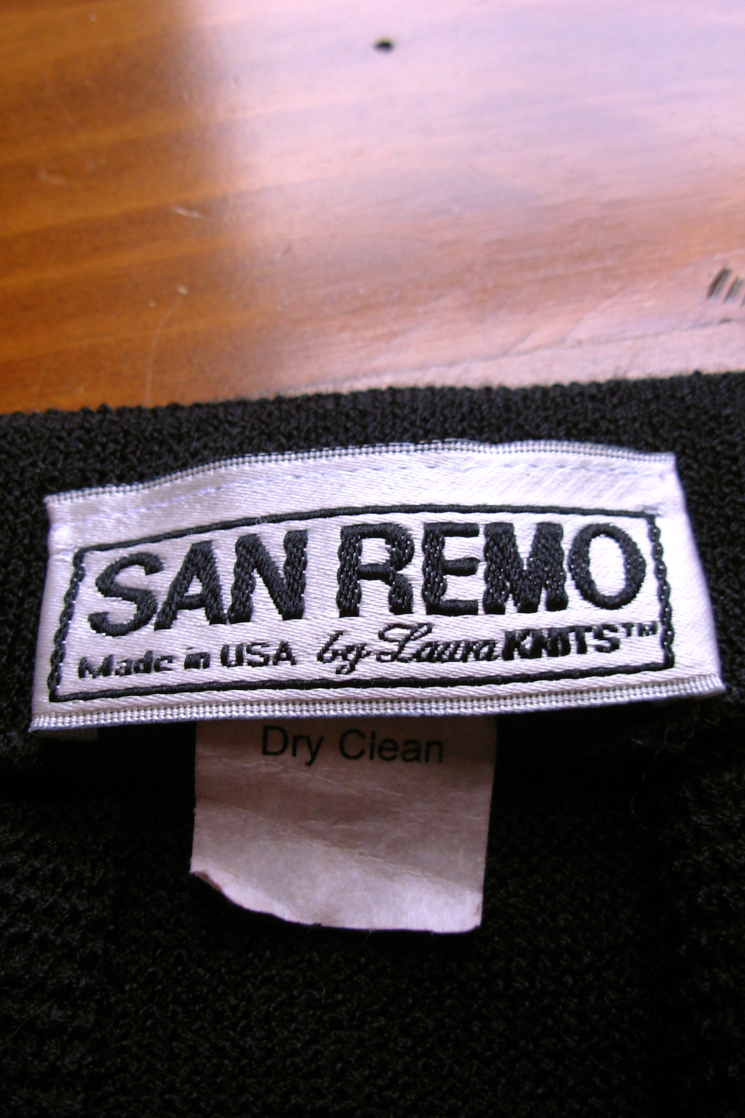 SAN REMO
Made in USA by Laura KNITS™
Dry Clean